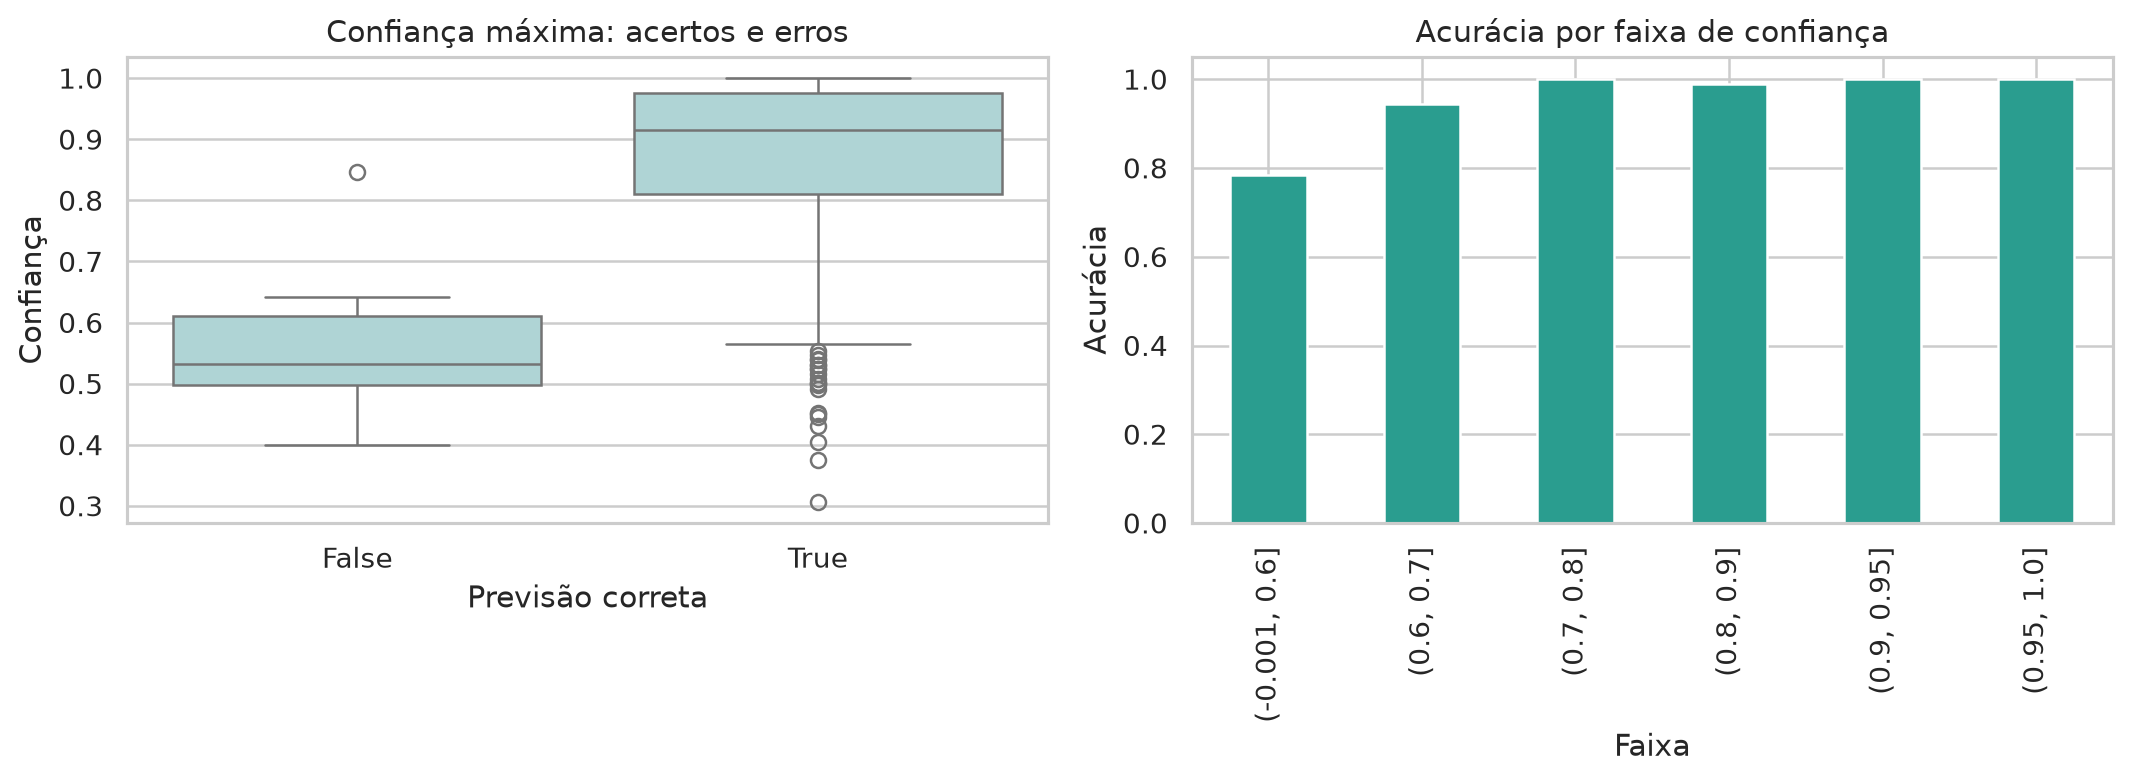 Confiança máxima: acertos e erros
Confiança
1.0
0.9
0.8
0.7
0.6
0.5
0.4
0.3
False
True
Previsão correta
Acurácia por faixa de confiança
Acurácia
1.0
0.8
0.6
0.4
0.2
0.0
(-0.001, 0.6]
(0.6, 0.7]
(0.7, 0.8]
(0.8, 0.9]
(0.9, 0.95]
(0.95, 1.0]
Faixa